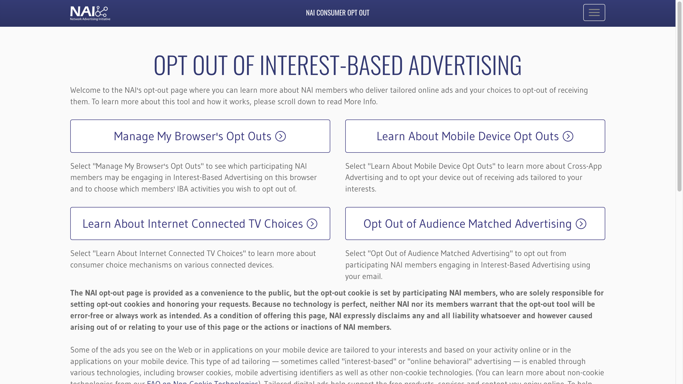 NAI
Network Advertising Initiative
NAI CONSUMER OPT OUT
OPT OUT OF INTEREST-BASED ADVERTISING
Welcome to the NAI's opt-out page where you can learn more about NAI members who deliver tailored online ads and your choices to opt-out of receiving
them. To learn more about this tool and how it works, please scroll down to read More Info.
Manage My Browser's Opt Outs
Select "Manage My Browser's Opt Outs" to see which participating NAI
members may be engaging in Interest-Based Advertising on this browser
and to choose which members' IBA activities you wish to opt out of.
Learn About Mobile Device Opt Outs
Select "Learn About Mobile Device Opt Outs" to learn more about Cross-App
Advertising and to opt your device out of receiving ads tailored to your
interests.
Learn About Internet Connected TV Choices
Select "Learn About Internet Connected TV Choices" to learn more about
consumer choice mechanisms on various connected devices.
Opt Out of Audience Matched Advertising
Select "Opt Out of Audience Matched Advertising" to opt out from
participating NAI members engaging in Interest-Based Advertising using
your email.
The NAI opt-out page is provided as a convenience to the public, but the opt-out cookie is set by participating NAI members, who are solely responsible for
setting opt-out cookies and honoring your requests. Because no technology is perfect, neither NAI nor its members warrant that the opt-out tool will be
error-free or always work as intended. As a condition of offering this page, NAI expressly disclaims any and all liability whatsoever and however caused
arising out of or relating to your use of this page or the actions or inactions of NAI members.
Some of the ads you see on the Web or in applications on your mobile device are tailored to your interests and based on your activity online or in the
applications on your mobile device. This type of ad tailoring — sometimes called "interest-based" or "online behavioral" advertising — is enabled through
various technologies, including browser cookies, mobile advertising identifiers as well as other non-cookie technologies. (You can learn more about non-cookie
technologies from our FAQ on Non-Cookie Technologies). Tailored digital ads help support the free products, services and content you enjoy online. To help